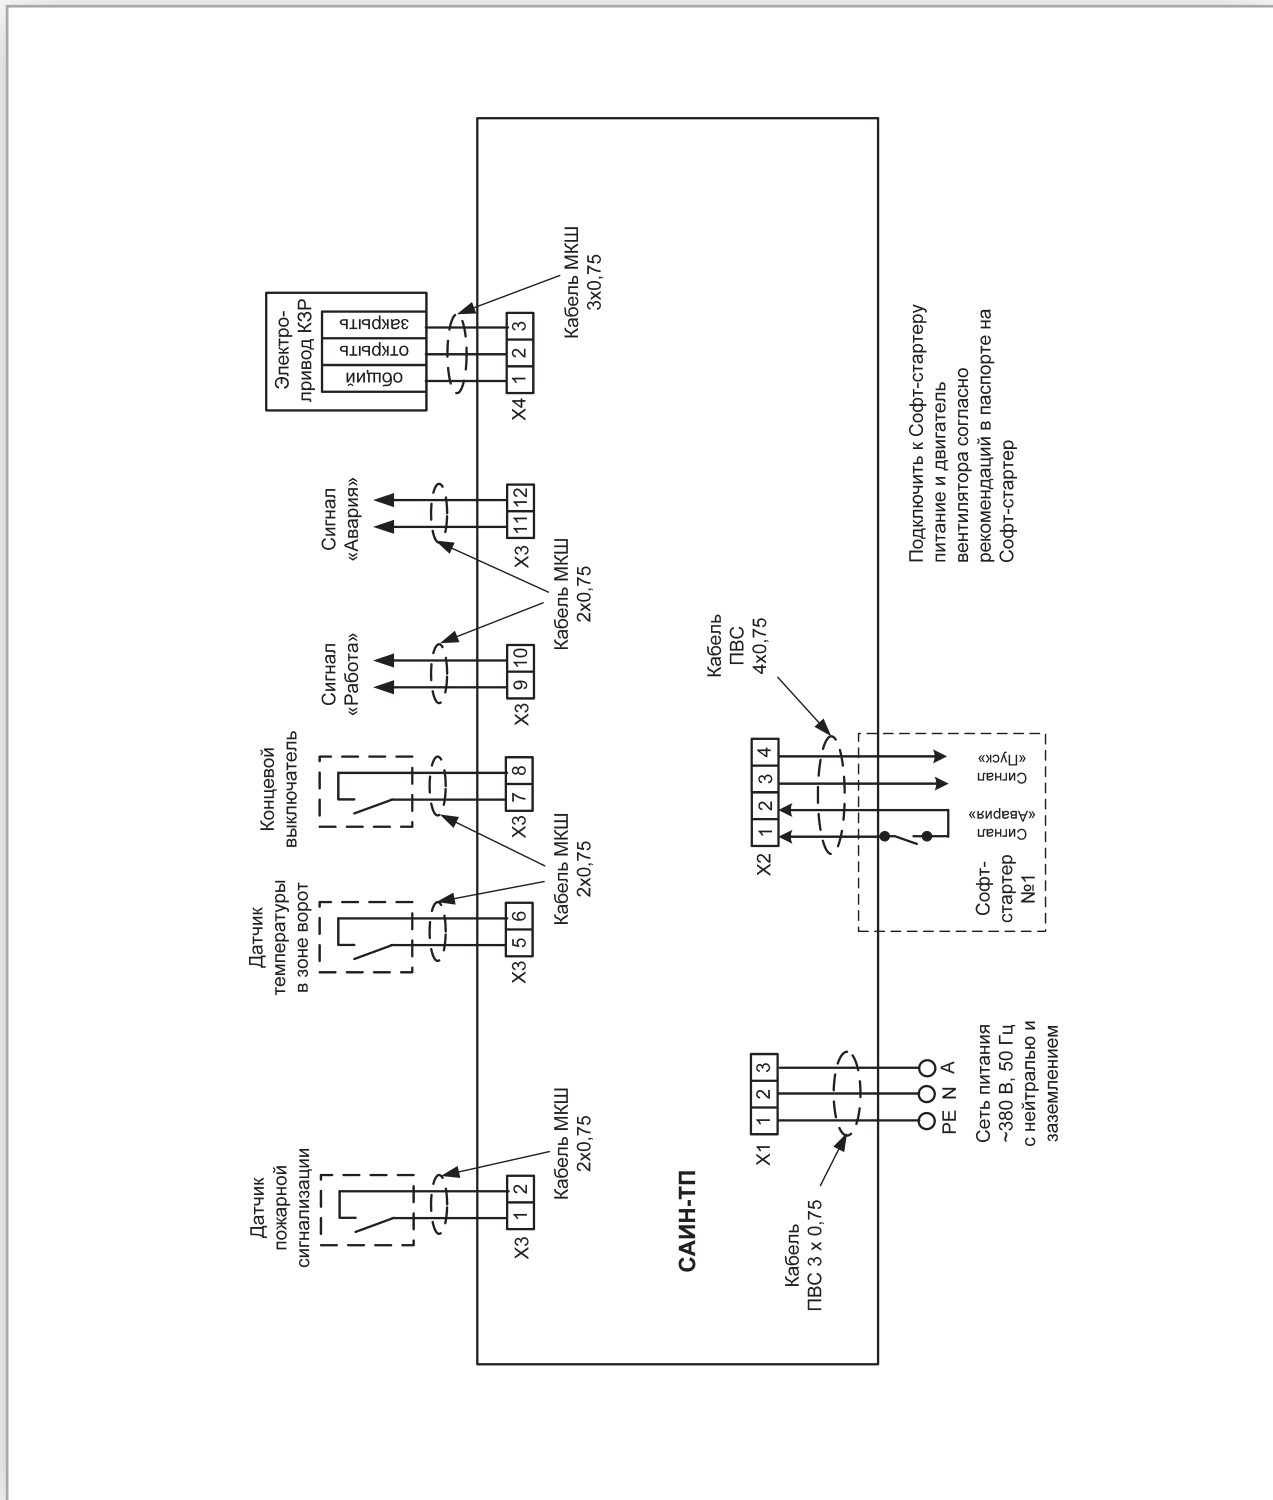 Датчик
пожарной
сигнализации
Датчик
температуры
в зоне ворот
Концевой
выключатель
Сигнал
«Работа»
Сигнал
«Авария»
Электро-
привод КЗР
общий
открыть
закрыть
X3
1 2
X3
5 6
X3
7 8
X3
9 10
X3
11 12
X4
1 2 3
Кабель МКШ
2x0,75
Кабель МКШ
2x0,75
Кабель МКШ
2x0,75
Кабель МКШ
3x0,75
САИН-ТП
Кабель
ПВС 3 x 0,75
X1
1 2 3
PE N A
Сеть питания
~380 В, 50 Гц
с нейтралью и
заземлением
Кабель
ПВС
4x0,75
X2
1 2 3 4
Софт-
стартер
№1
Сигнал
«Авария»
Сигнал
«Пуск»
Подключить к Софт-стартеру
питание и двигатель
вентилятора согласно
рекомендаций в паспорте на
Софт-стартер